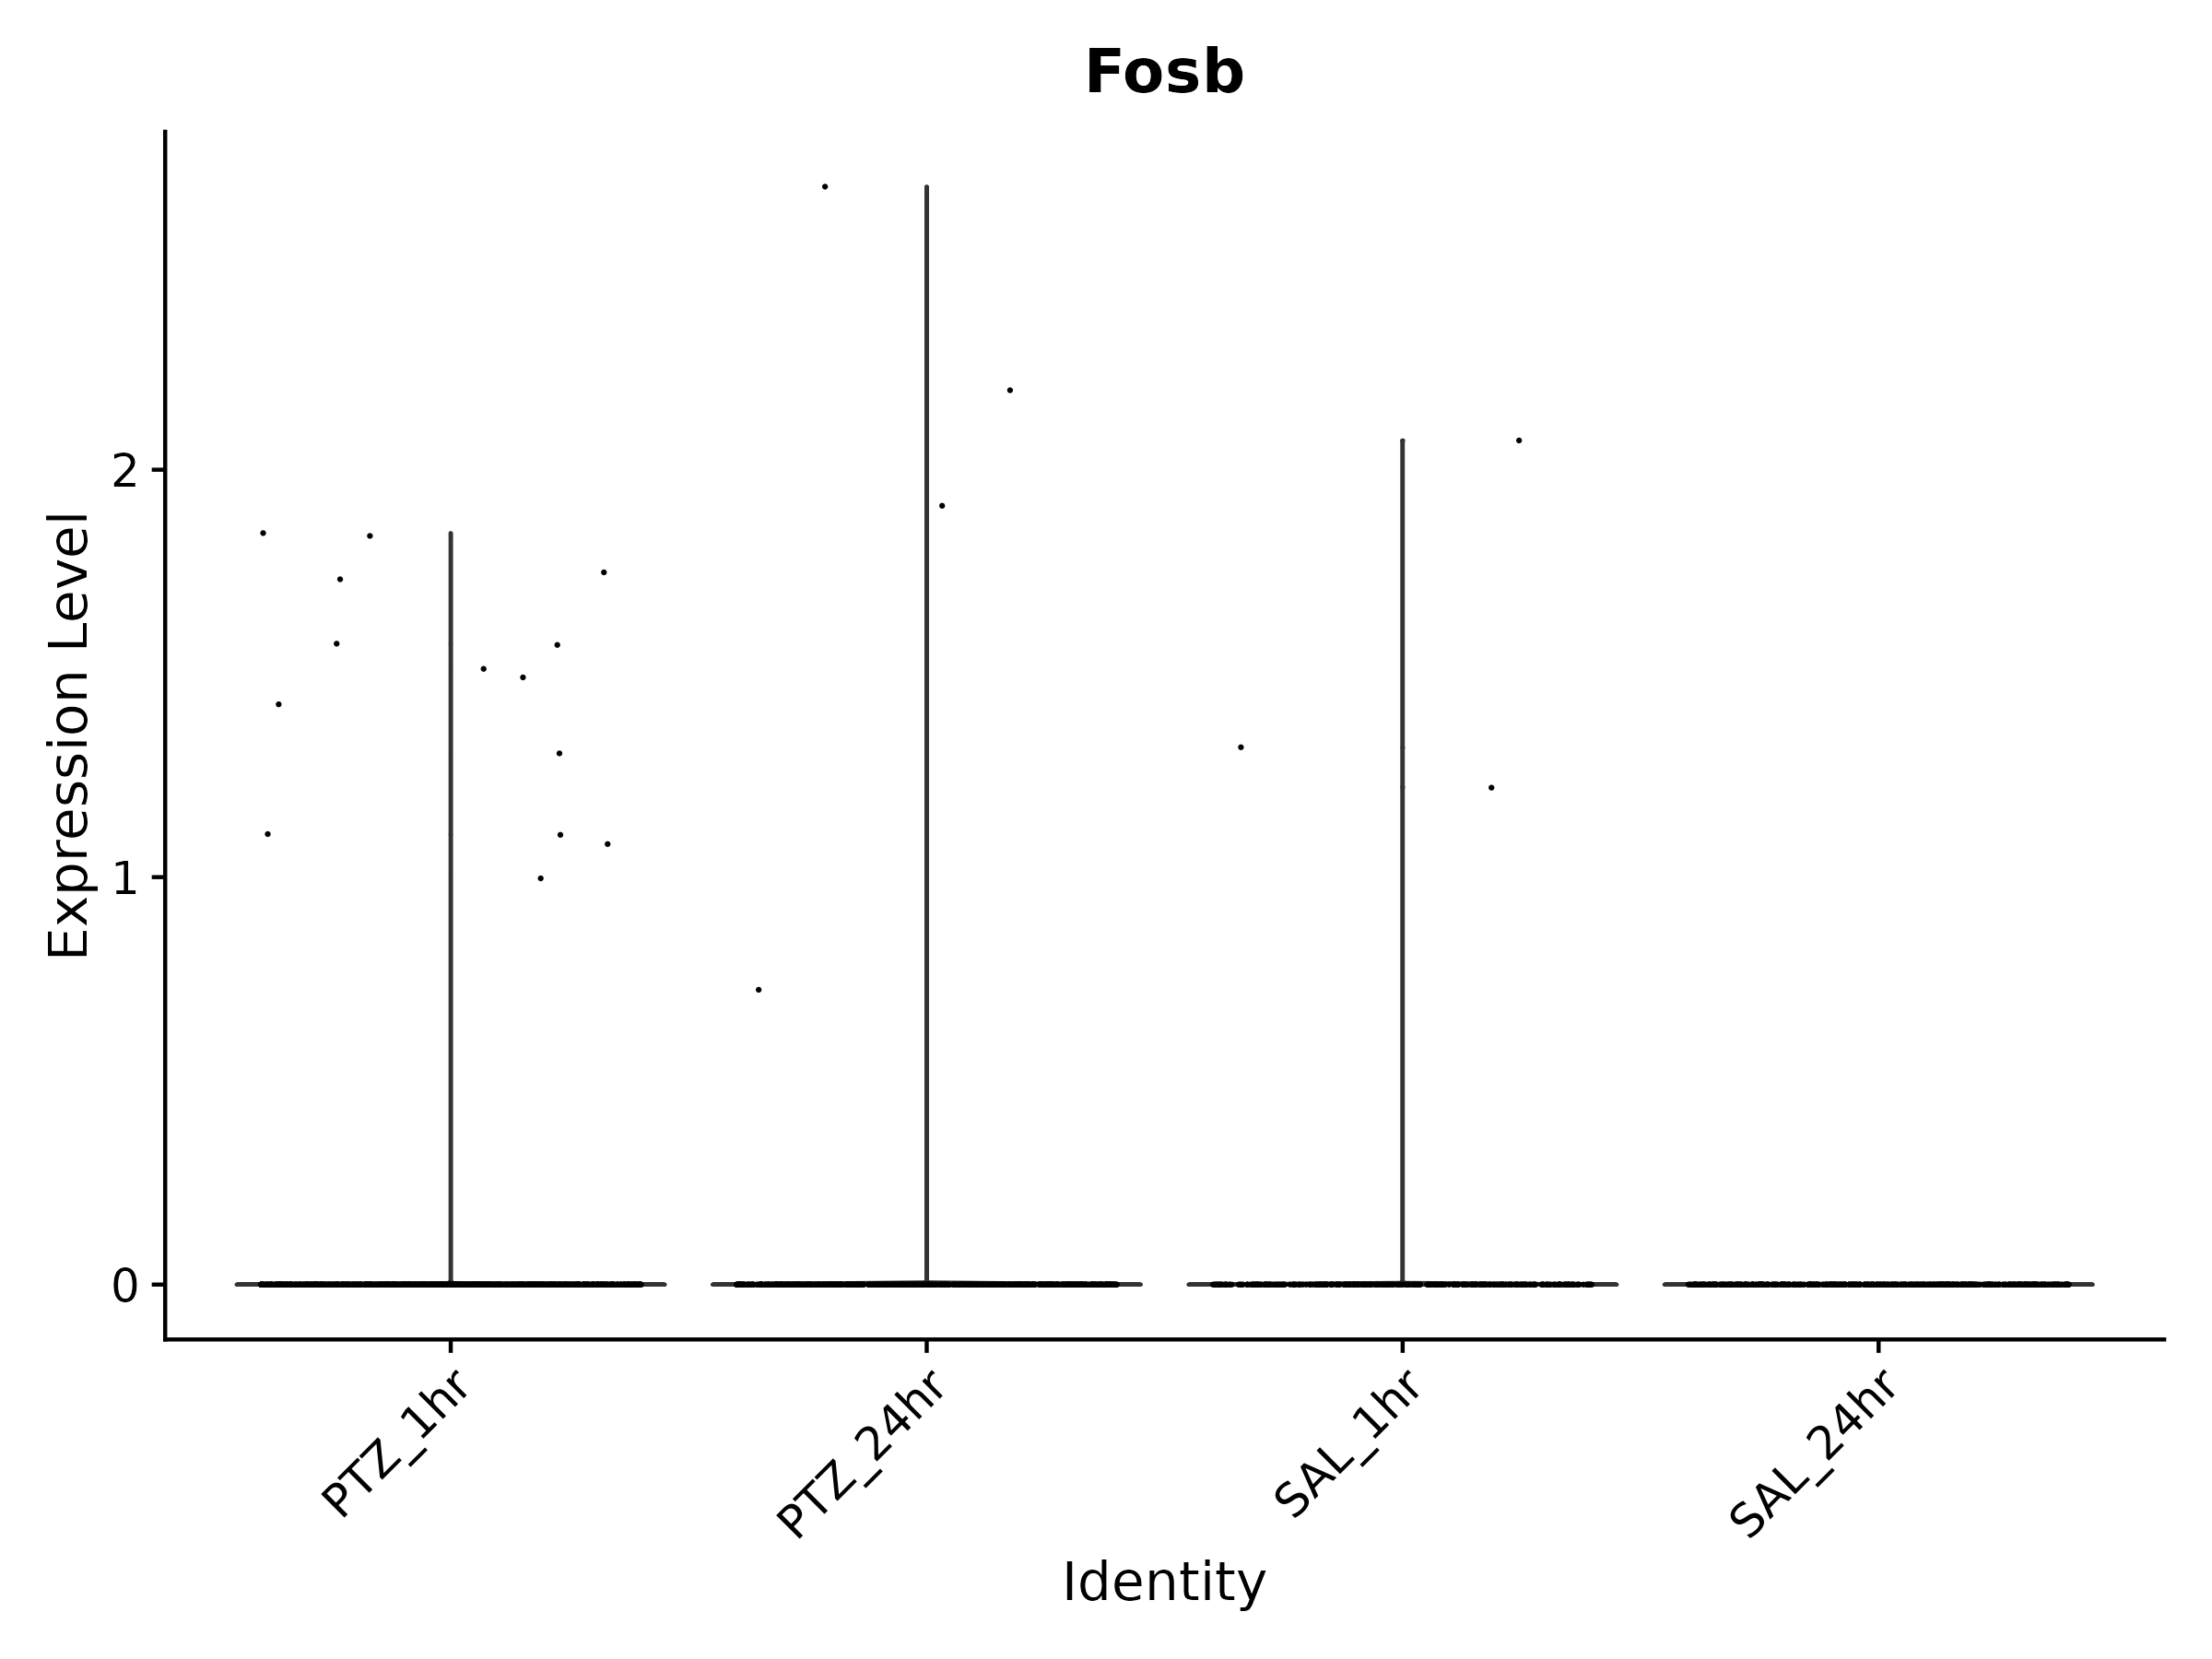 Fosb
Expression Level
2
1
0
PTZ_1hr
PTZ_24hr
SAL_1hr
SAL_24hr
Identity